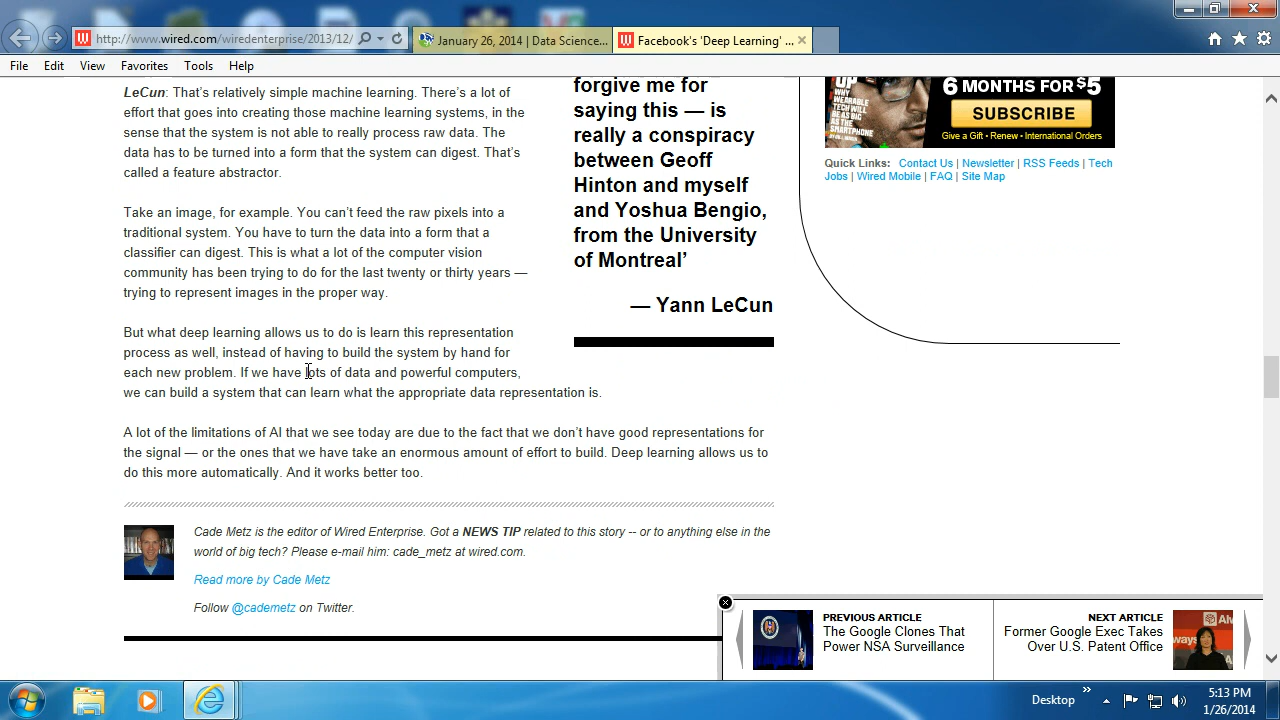 http://www.wired.com/wiredenterprise/2013/12/
January 26, 2014 | Data Science...
Facebook's 'Deep Learning' ...
File Edit View Favorites Tools Help
LeCun: That's relatively simple machine learning. There's a lot of
effort that goes into creating those machine learning systems, in the
sense that the system is not able to really process raw data. The
data has to be turned into a form that the system can digest. That's
called a feature abstractor.
Take an image, for example. You can't feed the raw pixels into a
traditional system. You have to turn the data into a form that a
classifier can digest. This is what a lot of the computer vision
community has been trying to do for the last twenty or thirty years —
trying to represent images in the proper way.
But what deep learning allows us to do is learn this representation
process as well, instead of having to build the system by hand for
each new problem. If we have lots of data and powerful computers,
we can build a system that can learn what the appropriate data representation is.
A lot of the limitations of AI that we see today are due to the fact that we don't have good representations for
the signal — or the ones that we have take an enormous amount of effort to build. Deep learning allows us to
do this more automatically. And it works better too.
forgive me for
saying this — is
really a conspiracy
between Geoff
Hinton and myself
and Yoshua Bengio,
from the University
of Montreal’
— Yann LeCun
UP
WHY
WEARABLE
TECH WILL
BE AS BIG
AS THE
SMARTPHONE
6 MONTHS FOR $5
SUBSCRIBE
Give a Gift • Renew • International Orders
Quick Links: Contact Us | Newsletter | RSS Feeds | Tech
Jobs | Wired Mobile | FAQ | Site Map
Cade Metz is the editor of Wired Enterprise. Got a NEWS TIP related to this story -- or to anything else in the
world of big tech? Please e-mail him: cade_metz at wired.com.
Read more by Cade Metz
Follow @cademetz on Twitter.
PREVIOUS ARTICLE
The Google Clones That
Power NSA Surveillance
NEXT ARTICLE
Former Google Exec Takes
Over U.S. Patent Office
Desktop
5:13 PM
1/26/2014